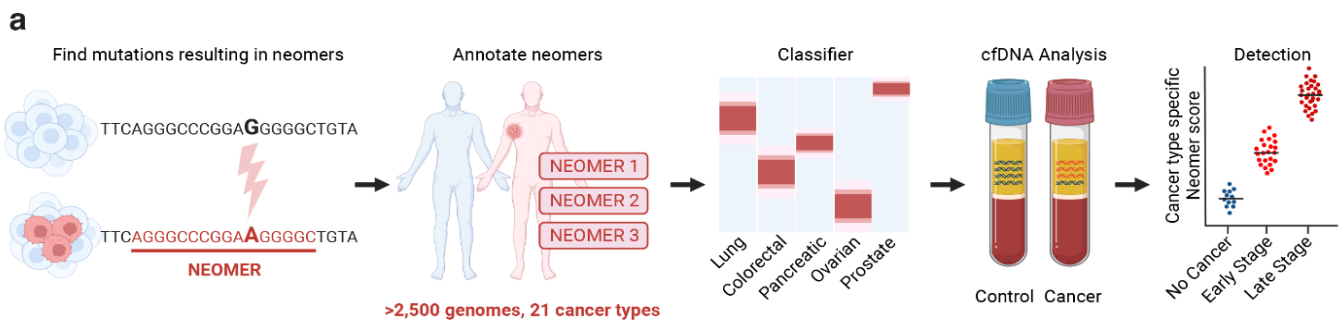 a
Find mutations resulting in neomers
TTCAGGGCCCGGAGGGGGCTGTA
TTCAGGGCCCGGAAGGGGCTGTA
NEOMER
Annotate neomers
NEOMER 1
NEOMER 2
NEOMER 3
>2,500 genomes, 21 cancer types
Classifier
Lung
Colorectal
Pancreatic
Ovarian
Prostate
cfDNA Analysis
Control Cancer
Detection
Cancer type specific
Neomer score
No Cancer
Early Stage
Late Stage